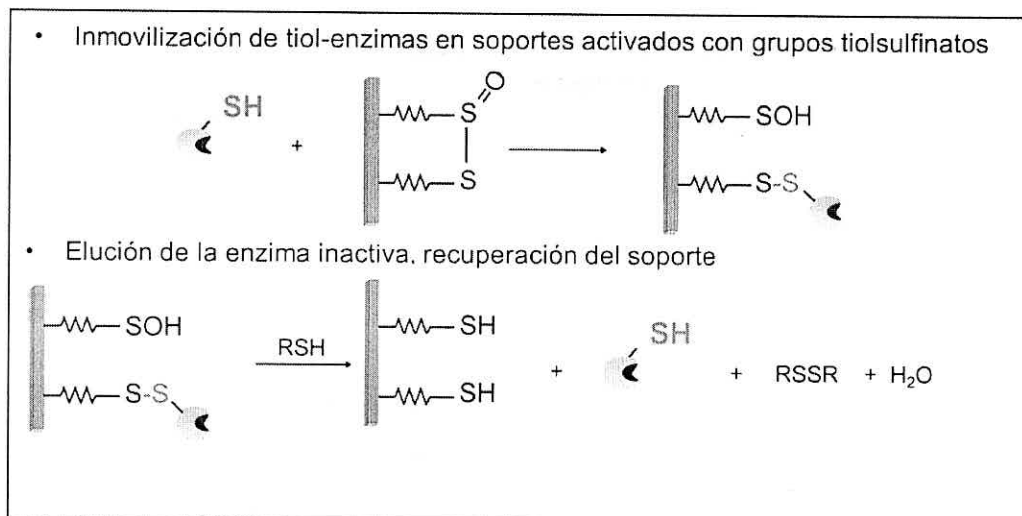 • Inmovilización de tiol-enzimas en soportes activados con grupos tiolsulfinatos
SH
+
S=O
S
SOH
S-S
• Elución de la enzima inactiva. recuperación del soporte
SOH
S-S
RSH
SH
SH
+
SH
+ RSSR + H₂O